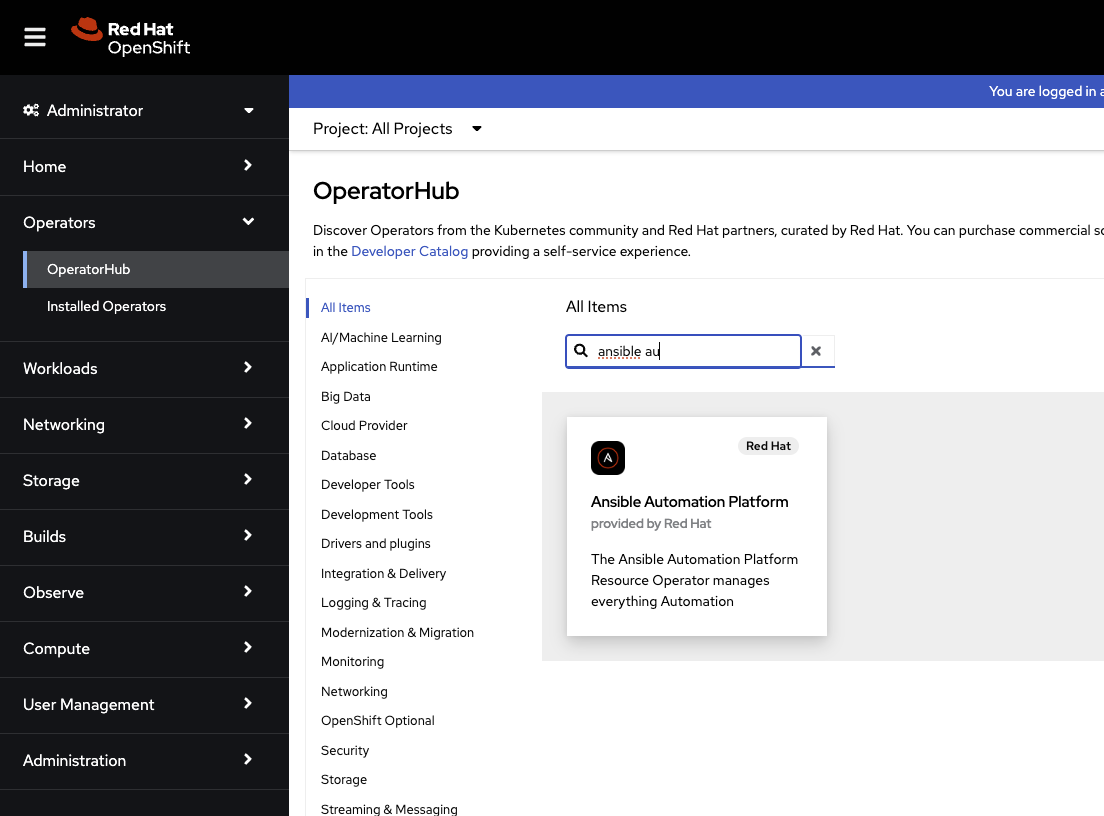 Red Hat
OpenShift
You are logged in a
Administrator
Project: All Projects
Home
Operators
OperatorHub
Installed Operators
Workloads
Networking
Storage
Builds
Observe
Compute
User Management
Administration
OperatorHub
Discover Operators from the Kubernetes community and Red Hat partners, curated by Red Hat. You can purchase commercial
in the Developer Catalog providing a self-service experience.
All Items
AI/Machine Learning
Application Runtime
Big Data
Cloud Provider
Database
Developer Tools
Development Tools
Drivers and plugins
Integration & Delivery
Logging & Tracing
Modernization & Migration
Monitoring
Networking
OpenShift Optional
Security
Storage
Streaming & Messaging
All Items
ansible au
Red Hat
Ansible Automation Platform
provided by Red Hat
The Ansible Automation Platform
Resource Operator manages
everything Automation